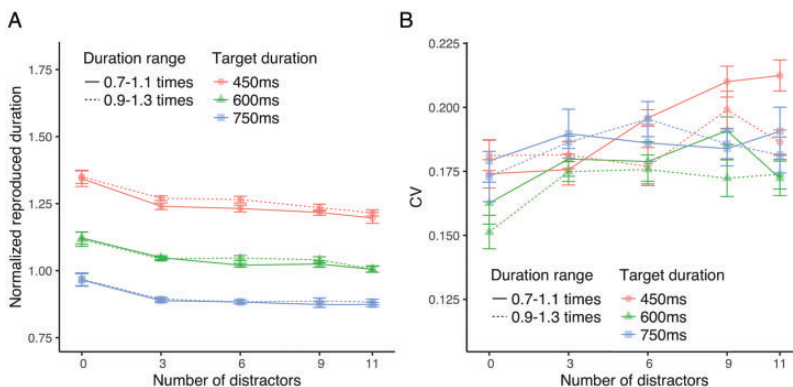 A
Normalized reproduced duration
1.75
1.50
1.25
1.00
0.75
Duration range
0.7-1.1 times
0.9-1.3 times
Target duration
450ms
600ms
750ms
0 3 6 9 11
Number of distractors
B
CV
0.225
0.200
0.175
0.150
0.125
Duration range
0.7-1.1 times
0.9-1.3 times
Target duration
450ms
600ms
750ms
0 3 6 9 11
Number of distractors